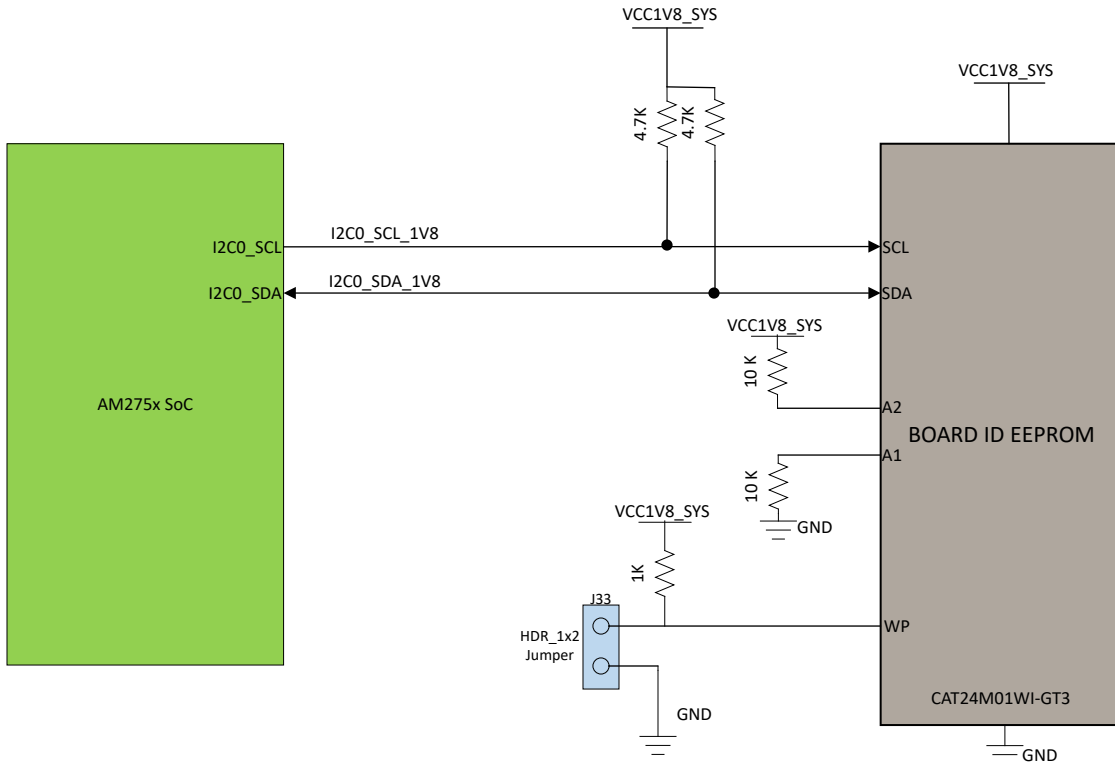 VCC1V8_SYS
VCC1V8_SYS
4.7K
4.7K
I2C0_SCL
I2C0_SCL_1V8
SCL
I2C0_SDA
I2C0_SDA_1V8
SDA
VCC1V8_SYS
10 K
AM275x SoC
A2
BOARD ID EEPROM
A1
10 K
VCC1V8_SYS
GND
1K
J33
HDR_1x2
Jumper
WP
CAT24M01WI-GT3
GND
GND